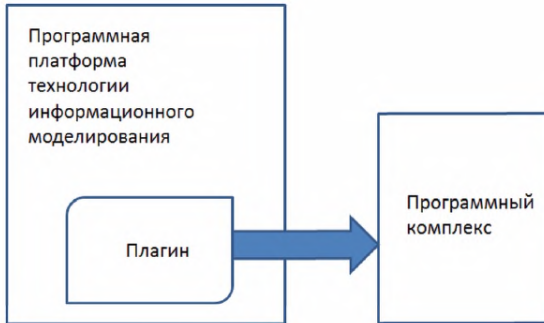 Программная
платформа
технологии
информационного
моделирования
Плагин
Программный
комплекс